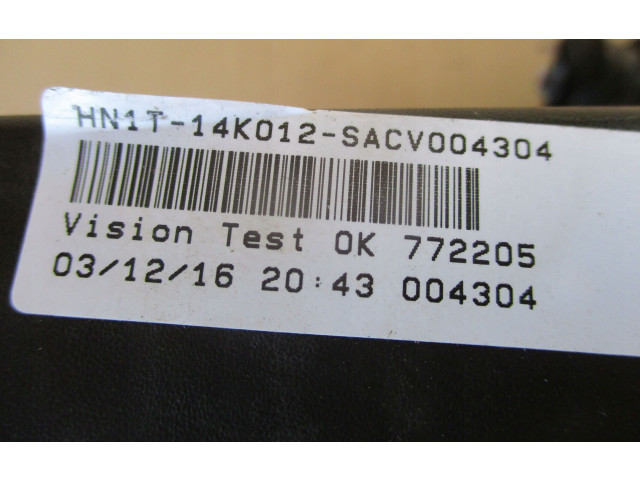 HN1T-14K012-SACV004304
Vision Test OK 772205
03/12/16 20:43 004304